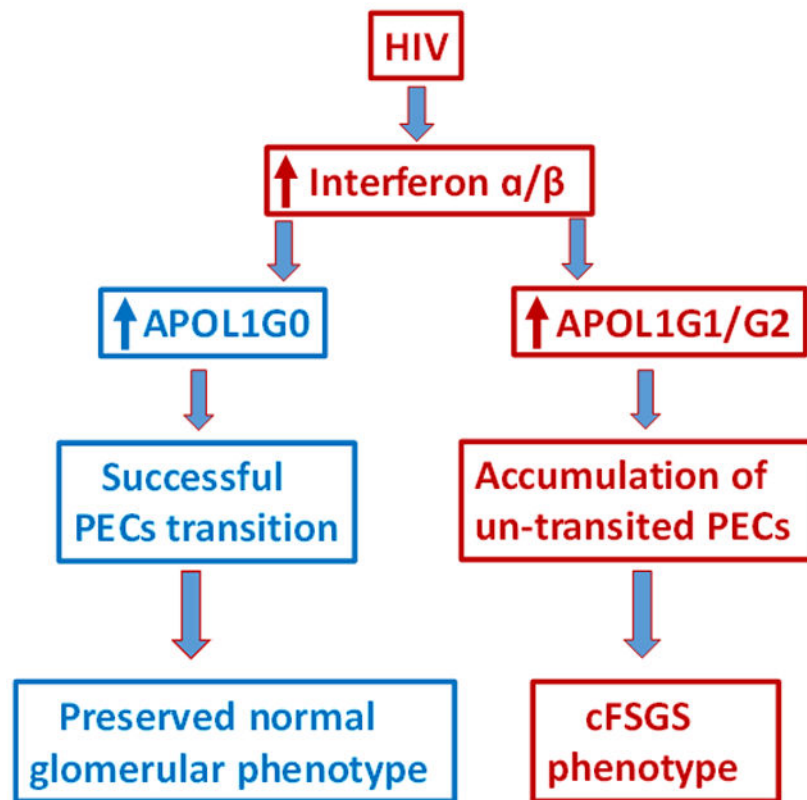 HIV
Interferon α/β
APOL1G0
APOL1G1/G2
Successful
PECs transition
Accumulation of
un-transited PECs
Preserved normal
glomerular phenotype
cFSGS
phenotype